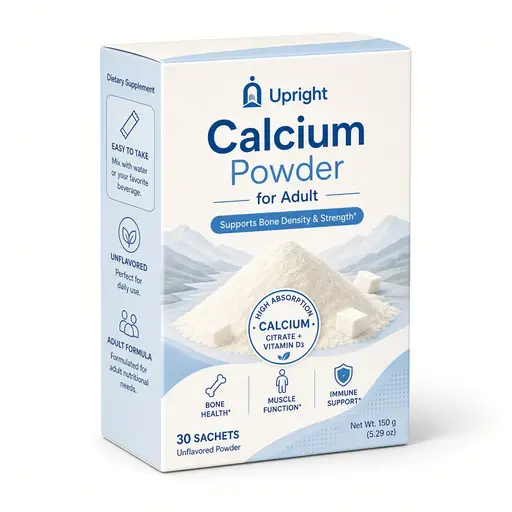 Dietary Supplement
EASY TO TAKE
Mix with water
or your favorite
beverage.
UNFLAVORED
Perfect for
daily use.
ADULT FORMULA
Formulated for
adult nutritional
needs.
Upright
Calcium
Powder
for Adult
Supports Bone Density & Strength*
HIGH ABSORPTION
CALCIUM
CITRATE +
VITAMIN D3
BONE
HEALTH*
MUSCLE
FUNCTION*
IMMUNE
SUPPORT*
30 SACHETS
Unflavored Powder
Net Wt. 150 g
(5.29 oz)